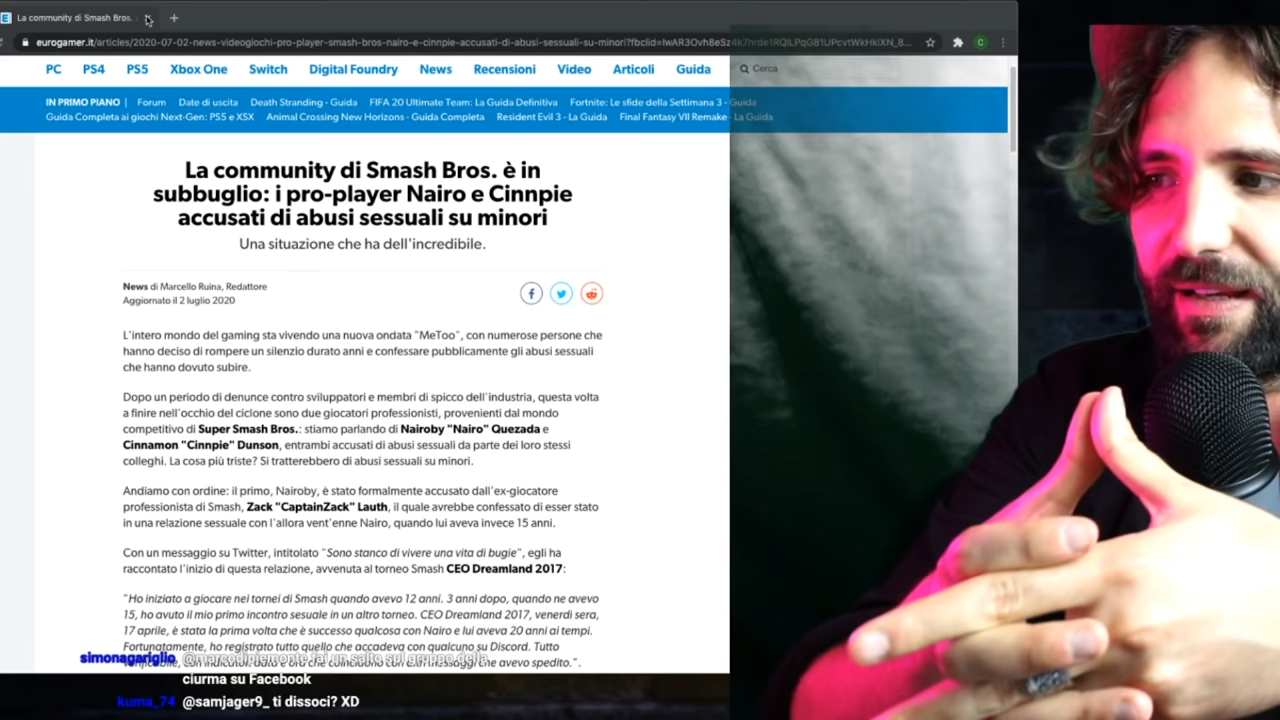 La community di Smash Bros.
eurogamer.it/articles/2020-07-02-news-videogiochi-pro-player-smash-bros-nairo-e-cinnpie-accusati-di-abusi-sessuali-su-minori?fbclid=
PC PS4 PS5 Xbox One Switch Digital Foundry News Recensioni Video Articoli Guida Cerca
IN PRIMO PIANO | Forum Date di uscita Death Stranding - Guida FIFA 20 Ultimate Team: La Guida Definitiva Fortnite: Le sfide della Settimana 3 - Guida
Guida Completa ai giochi Next-Gen: PS5 e XSX Animal Crossing New Horizons - Guida Completa Resident Evil 3 - La Guida Final Fantasy VII Remake - La Guida
La community di Smash Bros. è in
subbuglio: i pro-player Nairo e Cinnpie
accusati di abusi sessuali su minori
Una situazione che ha dell'incredibile.
News di Marcello Ruina, Redattore
Aggiornato il 2 luglio 2020
L'intero mondo del gaming sta vivendo una nuova ondata "MeToo", con numerose persone che
hanno deciso di rompere un silenzio durato anni e confessare pubblicamente gli abusi sessuali
che hanno dovuto subire.
Dopo un periodo di denunce contro sviluppatori e membri di spicco dell'industria, questa volta
a finire nell'occhio del ciclone sono due giocatori professionisti, provenienti dal mondo
competitivo di Super Smash Bros.: stiamo parlando di Nairoby "Nairo" Quezada e
Cinnamon "Cinnpie" Dunson, entrambi accusati di abusi sessuali da parte dei loro stessi
colleghi. La cosa più triste? Si tratterebbero di abusi sessuali su minori.
Andiamo con ordine: il primo, Nairoby, è stato formalmente accusato dall'ex-giocatore
professionista di Smash, Zack "CaptainZack" Lauth, il quale avrebbe confessato di esser stato
in una relazione sessuale con l'allora vent'enne Nairo, quando lui aveva invece 15 anni.
Con un messaggio su Twitter, intitolato "Sono stanco di vivere una vita di bugie", egli ha
raccontato l'inizio di questa relazione, avvenuta al torneo Smash CEO Dreamland 2017:
"Ho iniziato a giocare nei tornei di Smash quando avevo 12 anni. 3 anni dopo, quando ne avevo
15, ho avuto il mio primo incontro sesuale in un altro torneo. CEO Dreamland 2017, venerdì sera,
17 aprile, è stata la prima volta che è successo qualcosa con Nairo e lui aveva 20 anni ai tempi.
Fortunatamente, ho registrato tutto quello che accadeva con qualcuno su Discord. Tutto
messaggi che avevo spedito.".
simonagariglio @marcodipiemonte fai un salto sul gruppo della
ciurma su Facebook
kuma_74 @samjager9_ ti dissoci? XD